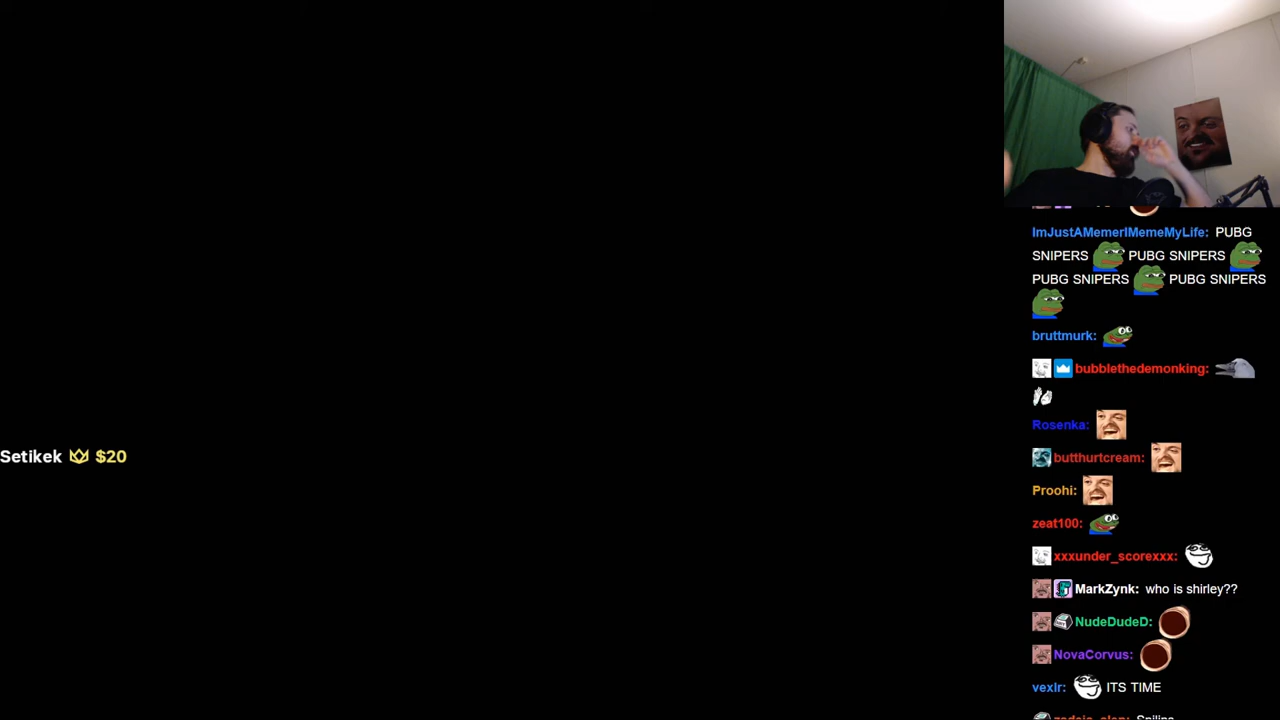 ImJustAMemerIMemeMyLife: PUBG
SNIPERS PUBG SNIPERS
PUBG SNIPERS PUBG SNIPERS
bruttmurk:
bubblethedemonking:
Rosenka:
Setikek $20
butthurtcream:
Proohi:
zeat100:
xxxunder_scorexxx:
MarkZynk: who is shirley??
NudeDudeD:
NovaCorvus:
vexlr: ITS TIME